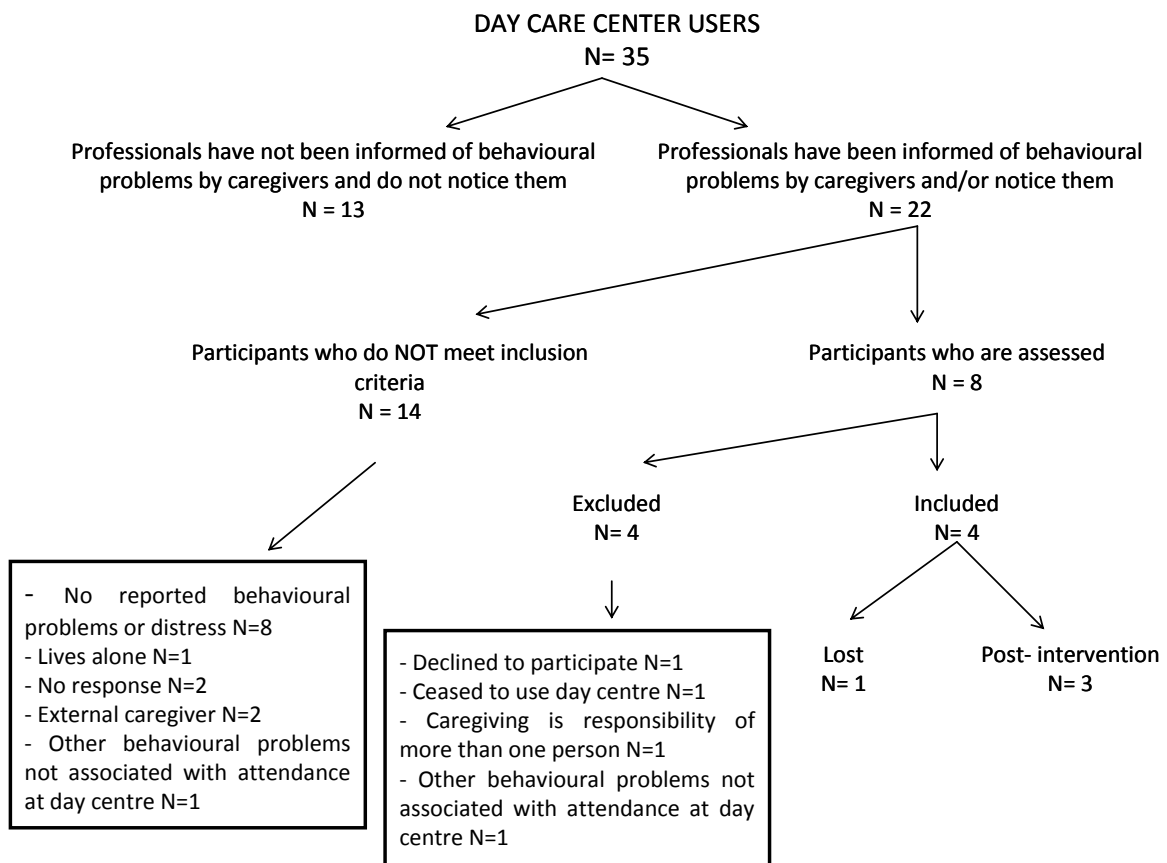 DAY CARE CENTER USERS
N= 35
Professionals have not been informed of behavioural
problems by caregivers and do not notice them
N = 13
Professionals have been informed of behavioural
problems by caregivers and/or notice them
N = 22
Participants who do NOT meet inclusion
criteria
N = 14
Participants who are assessed
N = 8
Excluded
N= 4
Included
N= 4
- No reported behavioural
problems or distress N=8
- Lives alone N=1
- No response N=2
- External caregiver N=2
- Other behavioural problems
not associated with attendance
at day centre N=1
- Declined to participate N=1
- Ceased to use day centre N=1
- Caregiving is responsibility of
more than one person N=1
- Other behavioural problems not
associated with attendance at day
centre N=1
Lost
N= 1
Post- intervention
N= 3